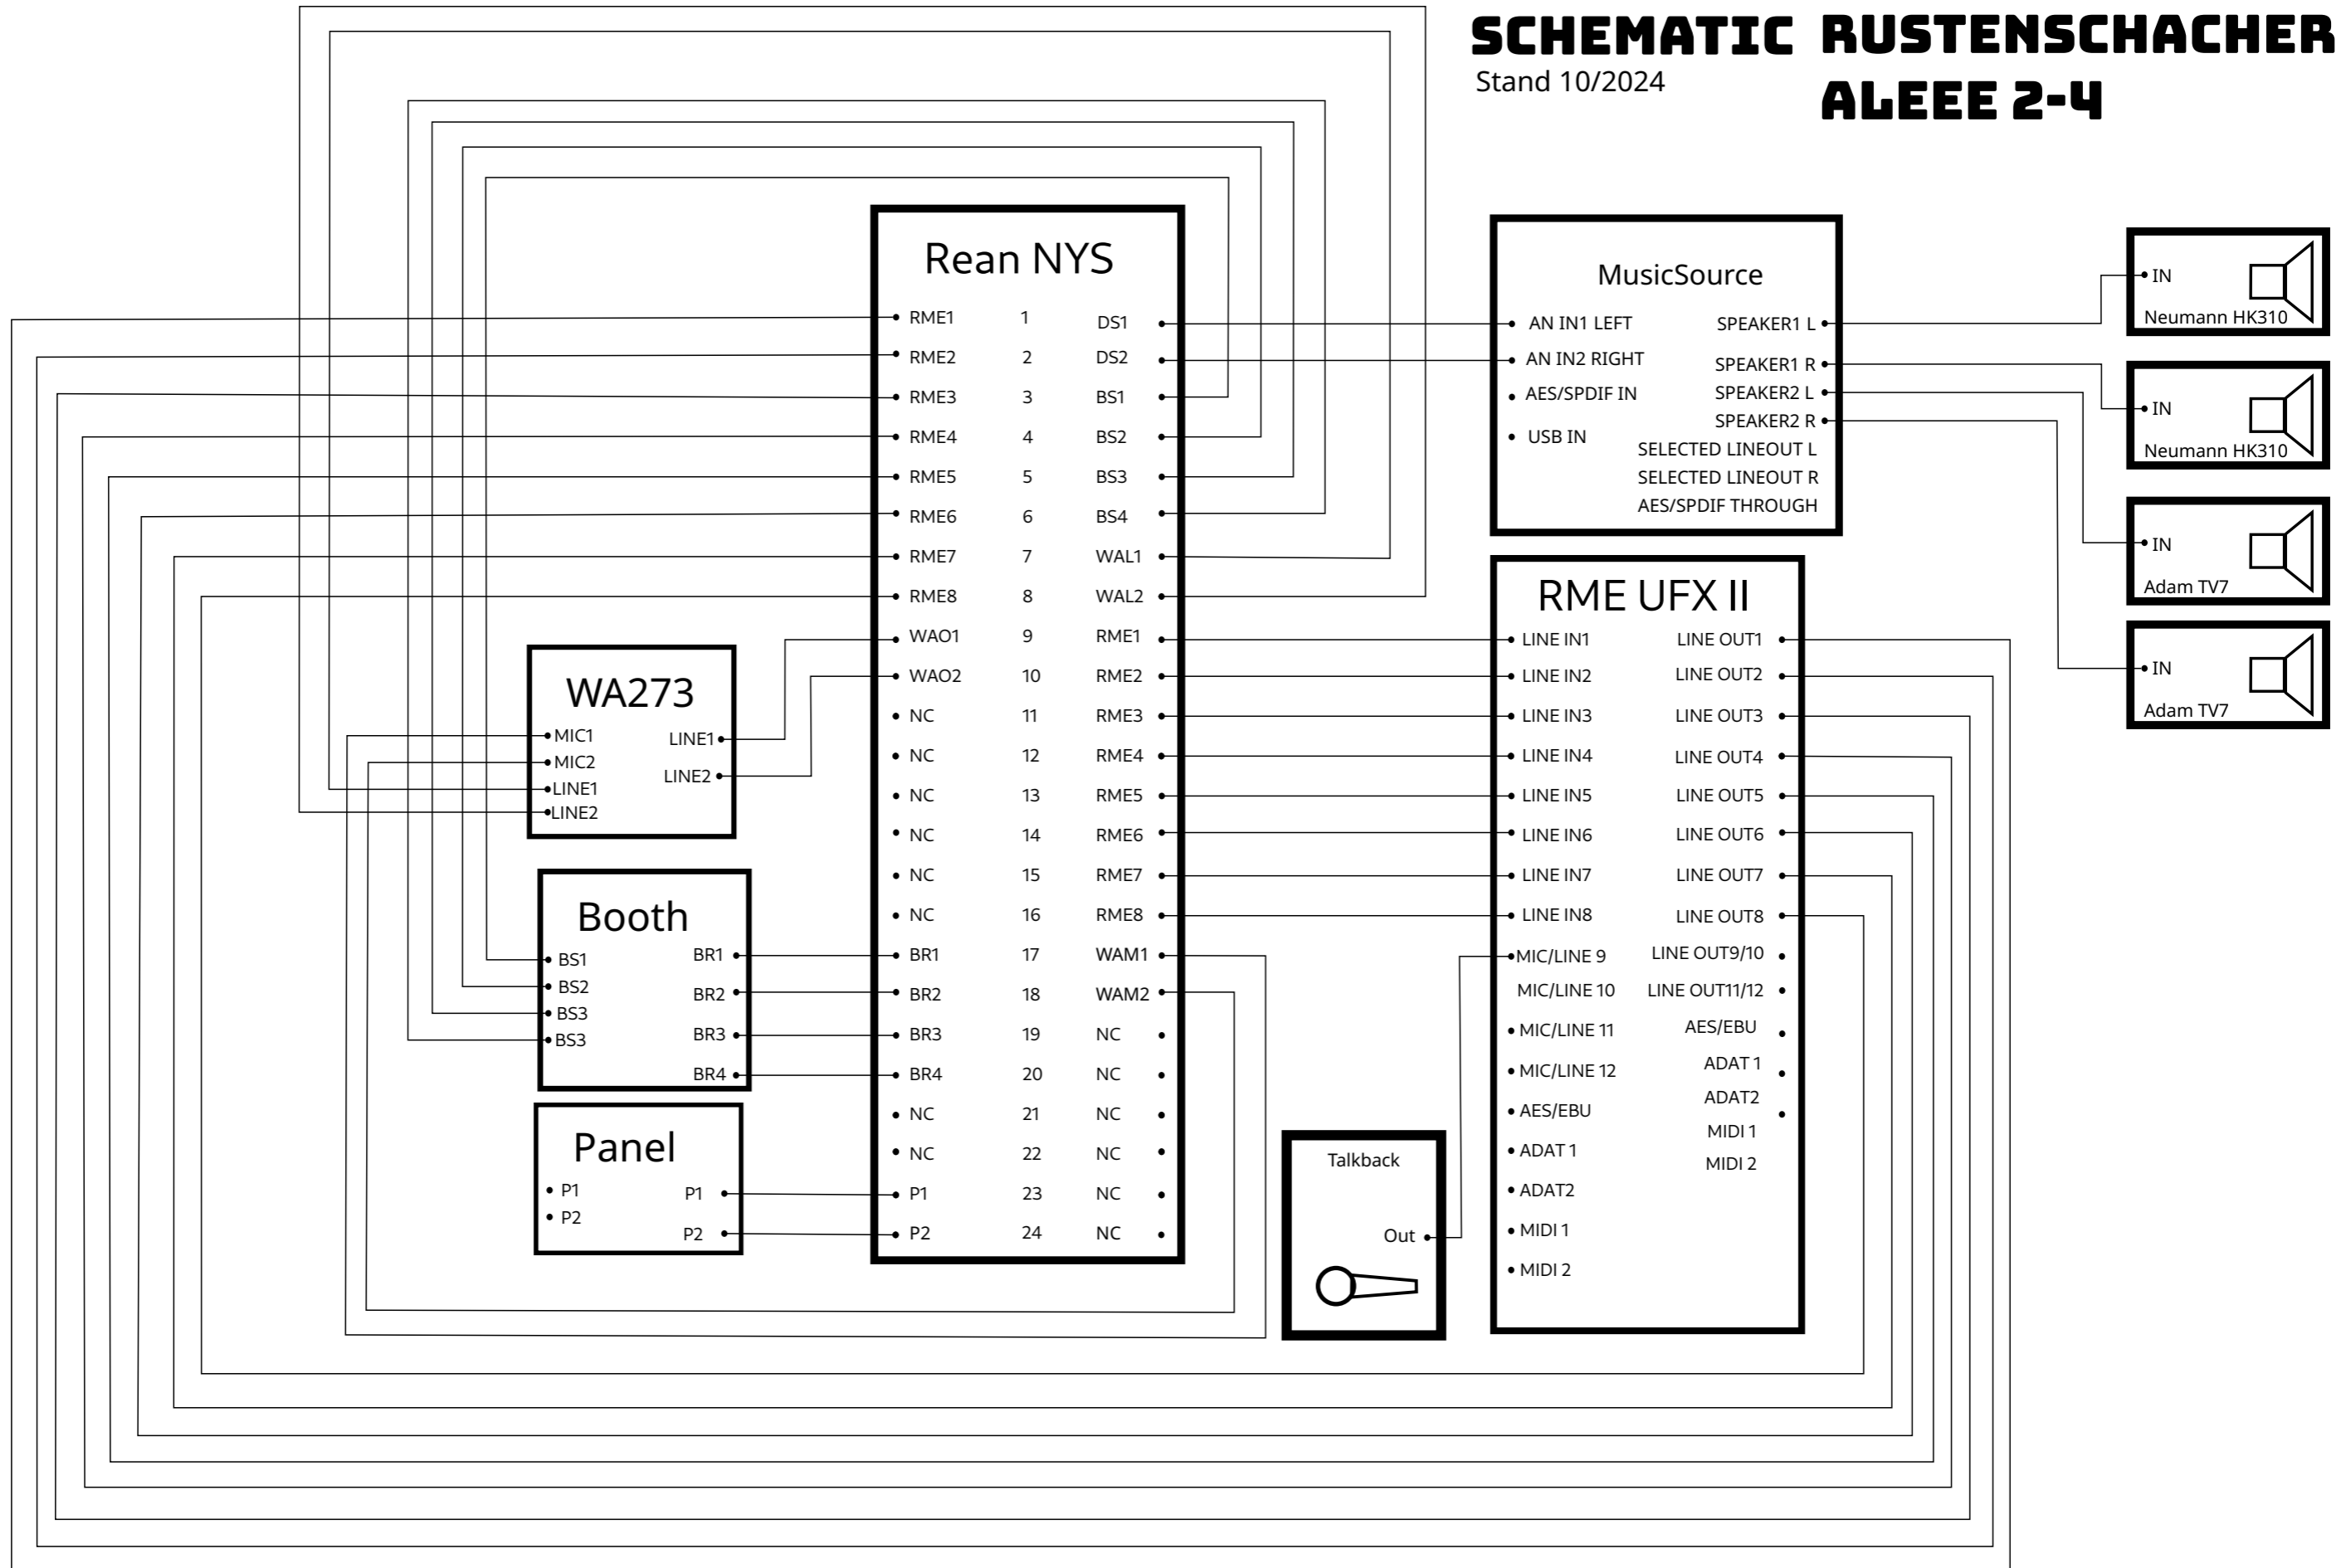 SCHEMATIC RUSTENSCHACHER
ALEEE 2-4
Stand 10/2024
Rean NYS
RME1 1 DS1
RME2 2 DS2
RME3 3 BS1
RME4 4 BS2
RME5 5 BS3
RME6 6 BS4
RME7 7 WAL1
RME8 8 WAL2
WAO1 9 RME1
WAO2 10 RME2
NC 11 RME3
NC 12 RME4
NC 13 RME5
NC 14 RME6
NC 15 RME7
NC 16 RME8
BR1 17 WAM1
BR2 18 WAM2
BR3 19 NC
BR4 20 NC
NC 21 NC
NC 22 NC
P1 23 NC
P2 24 NC
WA273
MIC1 LINE1
MIC2
LINE2
LINE1
LINE2
Booth
BS1 BR1
BS2 BR2
BS3 BR3
BS3
BR4
Panel
P1 P1
P2
P2
MusicSource
AN IN1 LEFT SPEAKER1 L
AN IN2 RIGHT SPEAKER1 R
AES/SPDIF IN SPEAKER2 L
SPEAKER2 R
USB IN
SELECTED LINEOUT L
SELECTED LINEOUT R
AES/SPDIF THROUGH
IN
Neumann HK310
IN
Neumann HK310
IN
Adam TV7
IN
Adam TV7
RME UFX II
LINE IN1 LINE OUT1
LINE IN2 LINE OUT2
LINE IN3 LINE OUT3
LINE IN4 LINE OUT4
LINE IN5 LINE OUT5
LINE IN6 LINE OUT6
LINE IN7 LINE OUT7
LINE IN8 LINE OUT8
MIC/LINE 9 LINE OUT9/10
MIC/LINE 10 LINE OUT11/12
MIC/LINE 11 AES/EBU
MIC/LINE 12 ADAT 1
AES/EBU ADAT2
MIDI 1
ADAT 1 MIDI 2
ADAT2
MIDI 1
MIDI 2
Talkback
Out